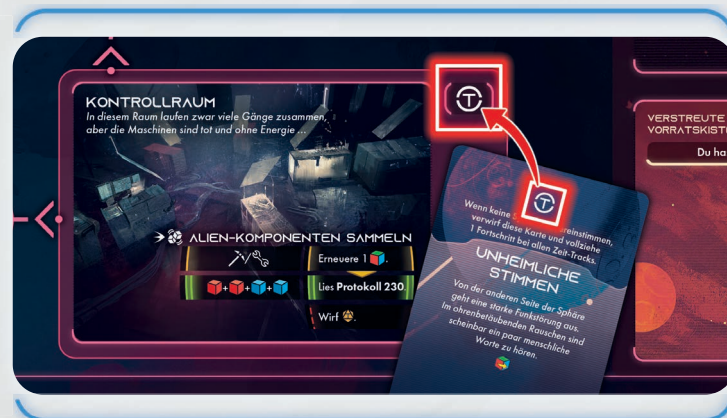 KONTROLLRAUM
In diesem Raum laufen zwar viele Gänge zusammen,
aber die Maschinen sind tot und ohne Energie ...
ALIEN-KOMPONENTEN SAMMELN
Erneuere 1
Lies Protokoll 230.
Wirf
T
T
Wenn keine
einstimmen,
verwirf diese Karte und vollziehe
1 Fortschritt bei allen Zeit-Tracks.
UNHEIMLICHE
STIMMEN
Von der anderen Seite der Sphäre
geht eine starke Funkstörung aus.
Im ohrenbetäubenden Rauschen sind
scheinbar ein paar menschliche
Worte zu hören.
VERSTREUTE
Du